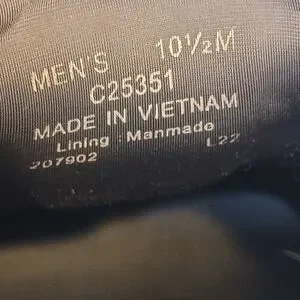 MEN'S 10½M
C25351
MADE IN VIETNAM
Lining : Manmade
207902 L22